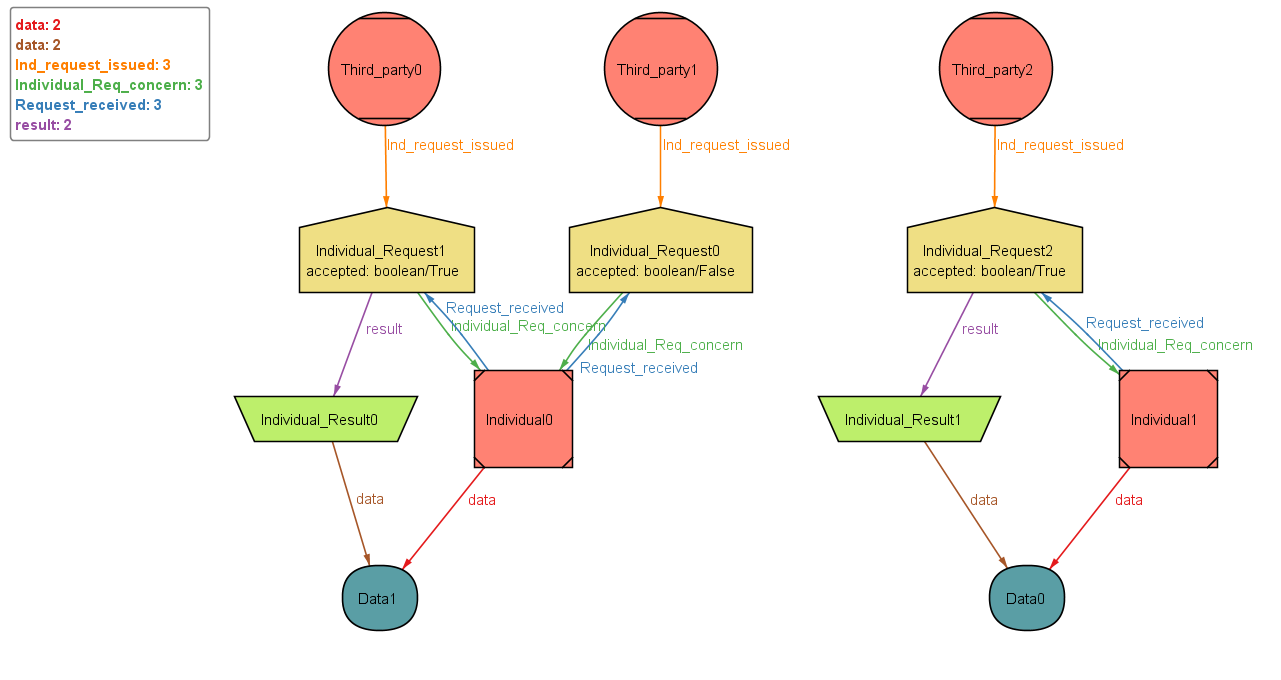 data: 2
data: 2
Ind_request_issued: 3
Individual_Req_concern: 3
Request_received: 3
result: 2
Third_party0
Third_party1
Third_party2
Ind_request_issued
Ind_request_issued
Ind_request_issued
Individual_Request1
accepted: boolean/True
Individual_Request0
accepted: boolean/False
Individual_Request2
accepted: boolean/True
Request_received
Individual_Req_concern
result
Individual_Req_concern
Request_received
result
Request_received
Individual_Req_concern
Individual_Result0
Individual0
Individual_Result1
Individual1
data
data
data
data
Data1
Data0